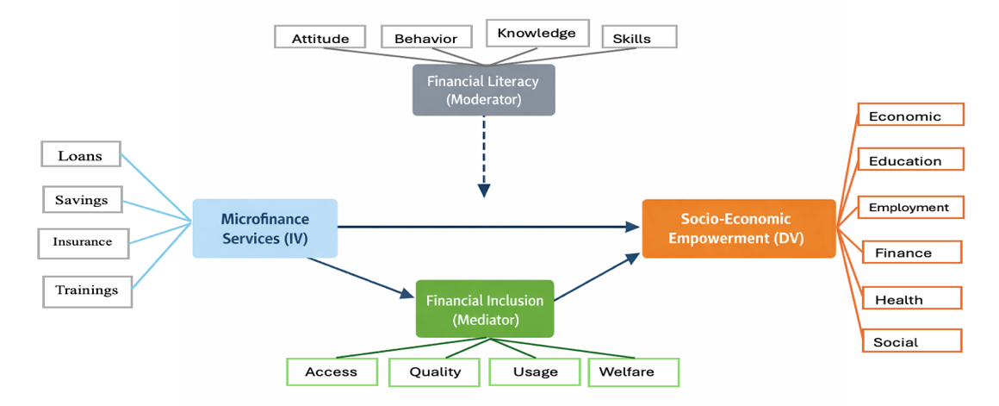 Attitude
Behavior
Knowledge
Skills
Financial Literacy
(Moderator)
Loans
Savings
Insurance
Trainings
Microfinance
Services (IV)
Socio-Economic
Empowerment (DV)
Economic
Education
Employment
Finance
Health
Social
Financial Inclusion
(Mediator)
Access
Quality
Usage
Welfare